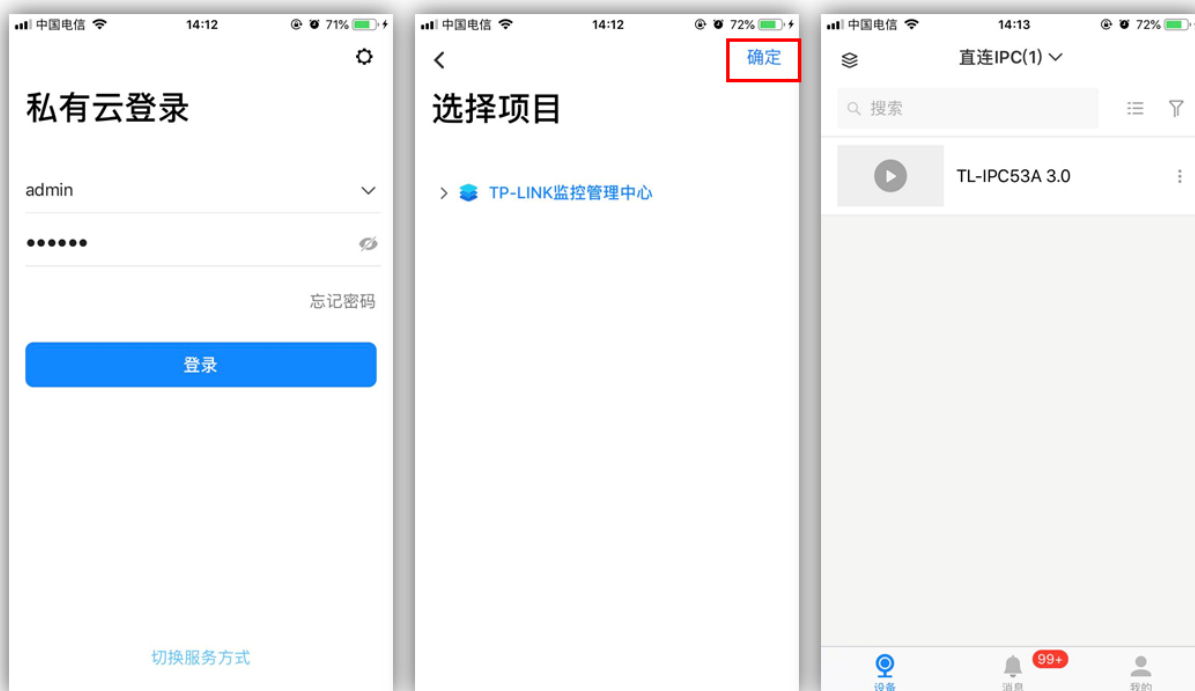 中国电信 14:12 71%
私有云登录
admin
••••••
忘记密码
登录
切换服务方式
中国电信 14:12 72%
确定
选择项目
TP-LINK监控管理中心
中国电信 14:13 72%
直连IPC(1)
搜索
TL-IPC53A 3.0
99+
设备 消息 我的